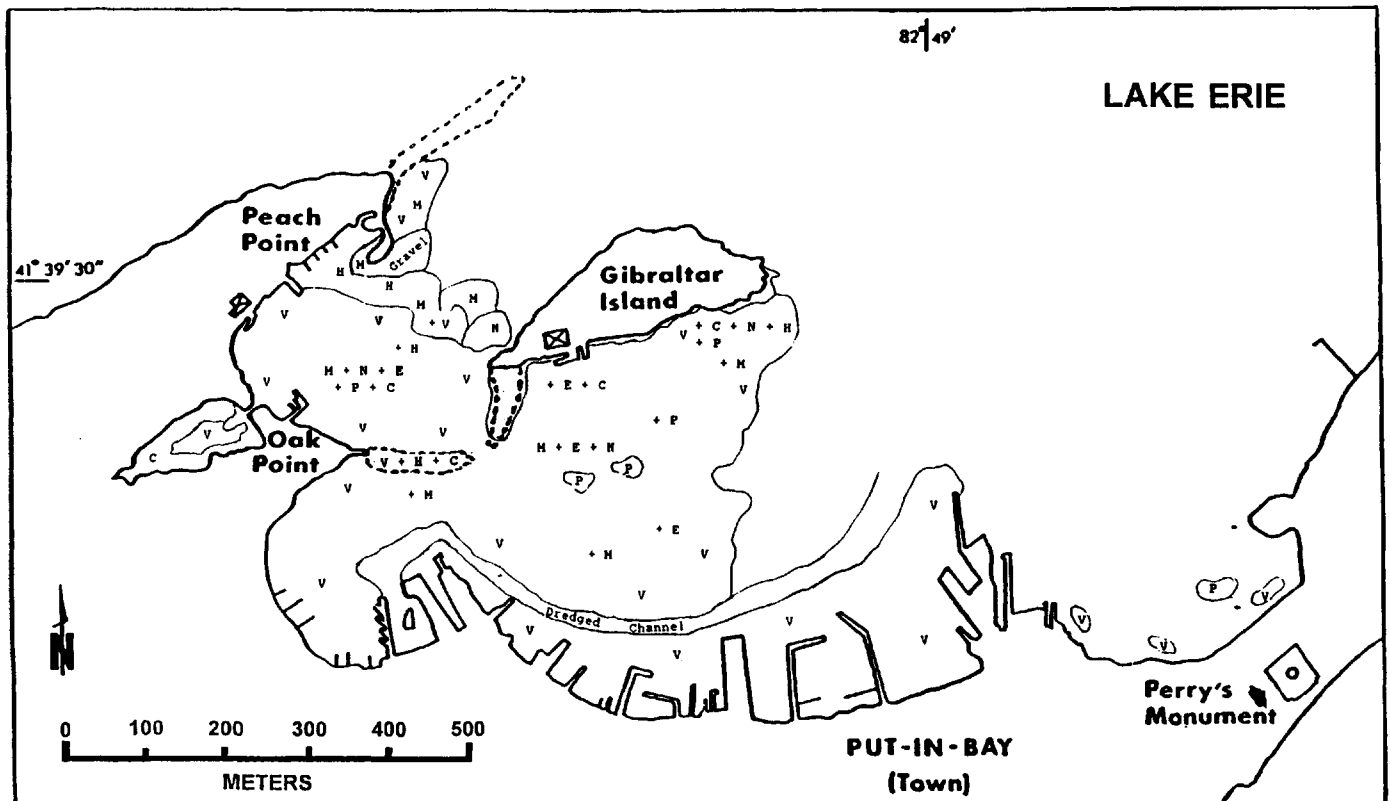 82° 49'
LAKE ERIE
V
M
V
Peach
Point
Gravel
H
M
H
41° 39' 30"
Gibraltar
Island
M
M
+ V
N
V
V
V + C + N + H
+ P
+ H
+ M
M + N + E
+ P + C
V
V
+ E + C
V
+ P
V
V
V
C
Oak
Point
M + E + N
V + H + C
P
P
V
+ M
V
+ E
V
+ H
V
V
V
P
V
Dredged Channel
V
V
V
V
V
V
N
Perry's
Monument
0 100 200 300 400 500
METERS
PUT-IN-BAY
(Town)